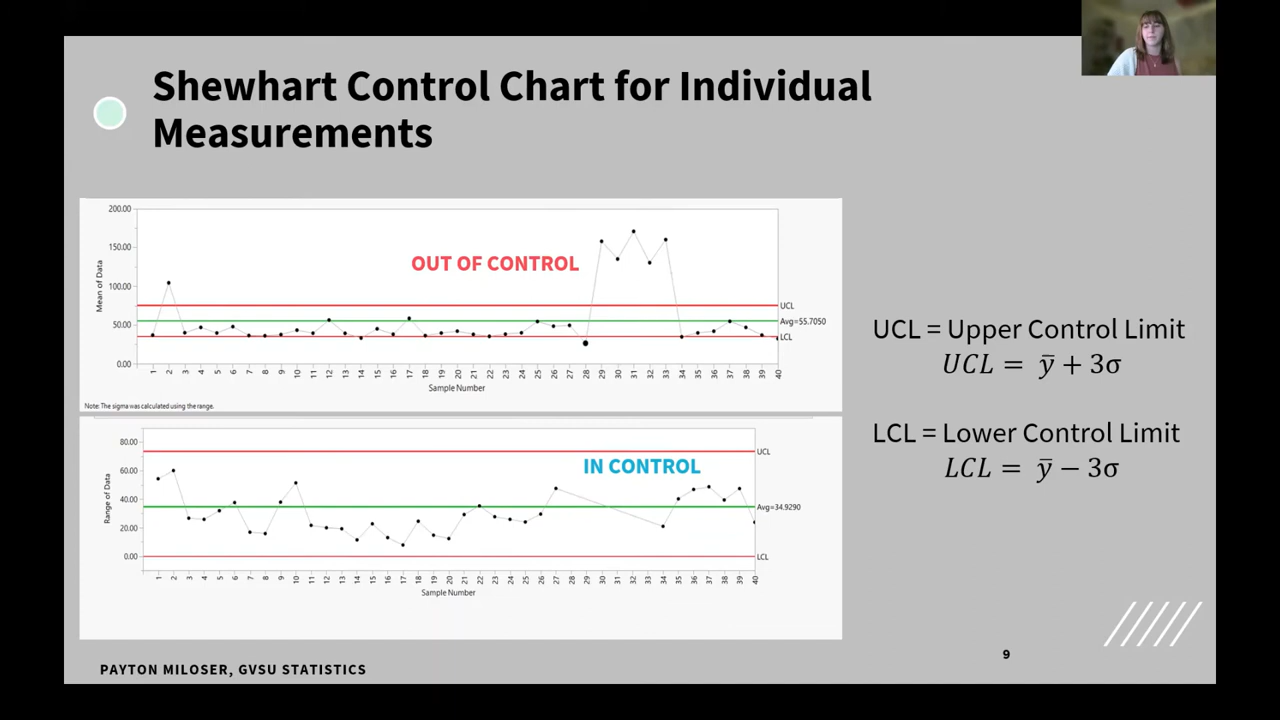 Shewhart Control Chart for Individual
Measurements
200.00
150.00
100.00
50.00
0.00
Mean of Data
OUT OF CONTROL
UCL
Avg=55.7050
LCL
1 2 3 4 5 6 7 8 9 10 11 12 13 14 15 16 17 18 19 20 21 22 23 24 25 26 27 28 29 30 31 32 33 34 35 36 37 38 39 40
Sample Number
Note: The sigma was calculated using the range.
80.00
60.00
40.00
20.00
0.00
Range of Data
IN CONTROL
UCL
Avg=34.9290
LCL
1 2 3 4 5 6 7 8 9 10 11 12 13 14 15 16 17 18 19 20 21 22 23 24 25 26 27 28 29 30 31 32 33 34 35 36 37 38 39 40
Sample Number
UCL = Upper Control Limit
UCL = ȳ + 3σ
LCL = Lower Control Limit
LCL = ȳ − 3σ
9
PAYTON MILOSER, GVSU STATISTICS